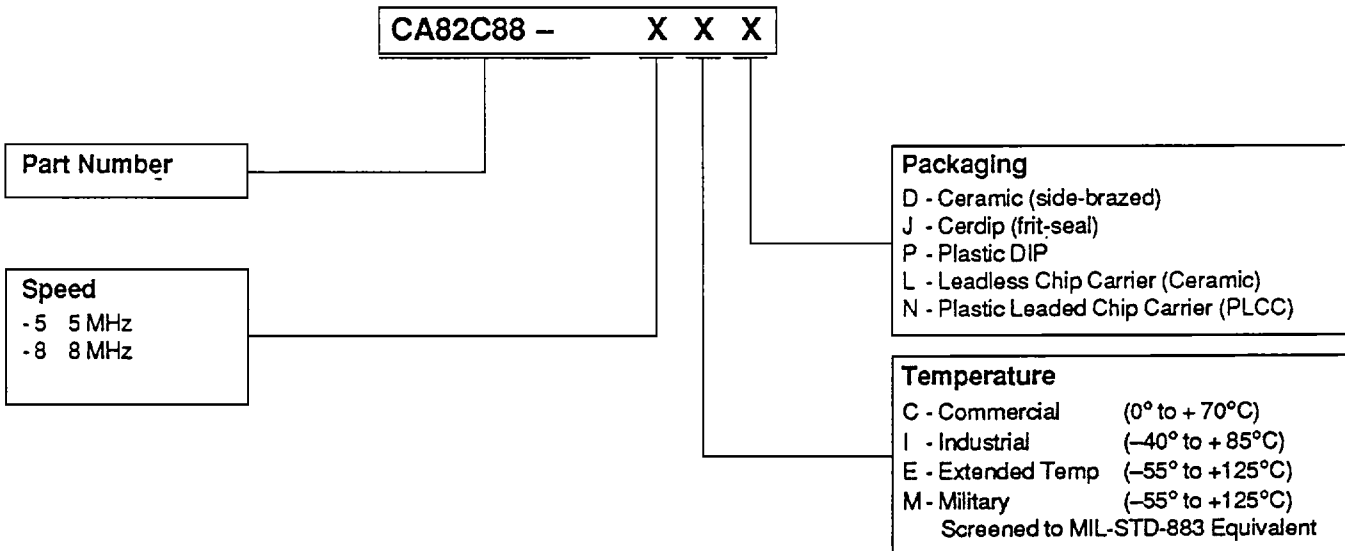 CA82C88 – X X X
Part Number
Speed
-5 5 MHz
-8 8 MHz
Packaging
D - Ceramic (side-brazed)
J - Cerdip (frit-seal)
P - Plastic DIP
L - Leadless Chip Carrier (Ceramic)
N - Plastic Leaded Chip Carrier (PLCC)
Temperature
C - Commercial (0° to + 70°C)
I - Industrial (–40° to + 85°C)
E - Extended Temp (–55° to +125°C)
M - Military (–55° to +125°C)
Screened to MIL-STD-883 Equivalent